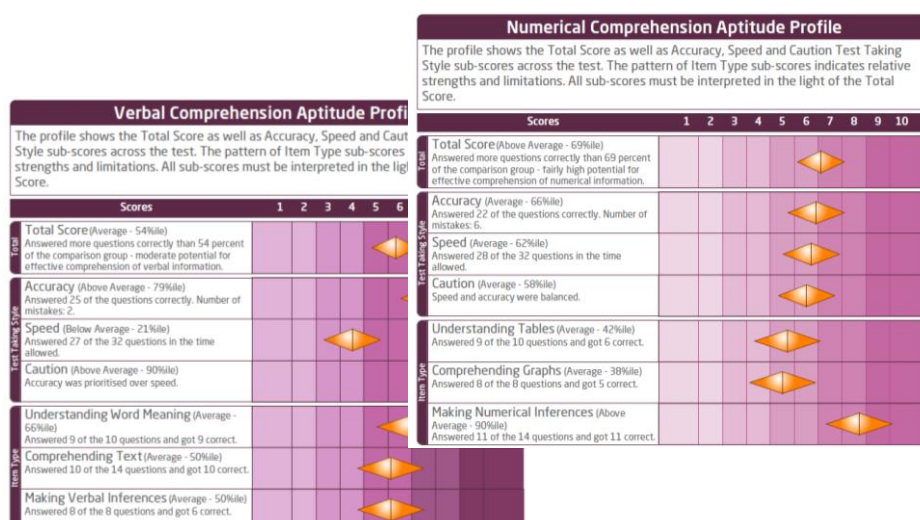 Numerical Comprehension Aptitude Profile
The profile shows the Total Score as well as Accuracy, Speed and Caution Test Taking
Style sub-scores across the test. The pattern of Item Type sub-scores indicates relative
strengths and limitations. All sub-scores must be interpreted in the light of the Total
Score.
Scores 1 2 3 4 5 6 7 8 9 10
Total
Total Score (Above Average - 69%ile)
Answered more questions correctly than 69 percent
of the comparison group - fairly high potential for
effective comprehension of numerical information.
Test Taking Style
Accuracy (Average - 66%ile)
Answered 22 of the questions correctly. Number of
mistakes: 6.
Speed (Average - 62%ile)
Answered 28 of the 32 questions in the time
allowed.
Caution (Average - 58%ile)
Speed and accuracy were balanced.
Item Type
Understanding Tables (Average - 42%ile)
Answered 9 of the 10 questions and got 6 correct.
Comprehending Graphs (Average - 38%ile)
Answered 8 of the 8 questions and got 5 correct.
Making Numerical Inferences (Above
Average - 90%ile)
Answered 11 of the 14 questions and got 11 correct.
Verbal Comprehension Aptitude Profi
The profile shows the Total Score as well as Accuracy, Speed and Caut
Style sub-scores across the test. The pattern of Item Type sub-scores
strengths and limitations. All sub-scores must be interpreted in the lig
Score.
Scores 1 2 3 4 5 6
Total
Total Score (Average - 54%ile)
Answered more questions correctly than 54 percent
of the comparison group - moderate potential for
effective comprehension of verbal information.
Test Taking Style
Accuracy (Above Average - 79%ile)
Answered 25 of the questions correctly. Number of
mistakes: 2.
Speed (Below Average - 21%ile)
Answered 27 of the 32 questions in the time
allowed.
Caution (Above Average - 90%ile)
Accuracy was prioritised over speed.
Item Type
Understanding Word Meaning (Average -
66%ile)
Answered 9 of the 10 questions and got 9 correct.
Comprehending Text (Average - 50%ile)
Answered 10 of the 14 questions and got 10 correct.
Making Verbal Inferences (Average - 50%ile)
Answered 8 of the 8 questions and got 6 correct.